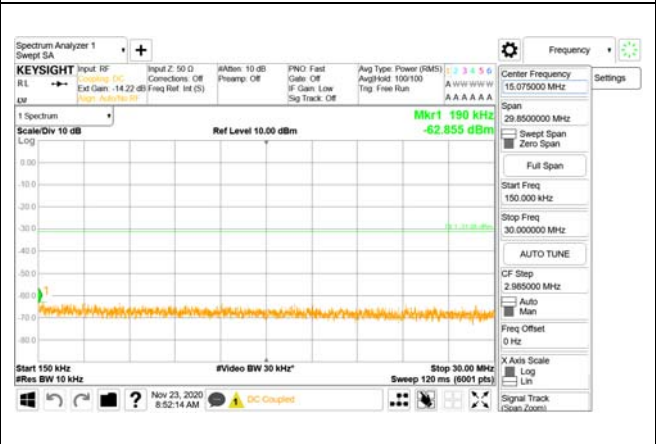 Spectrum Analyzer 1
Swept SA
+
Frequency
KEYSIGHT
RL
Input: RF
Coupling: DC
Ext Gain: -14.22 dB
Align: Auto/No RF
Input Z: 50 Ω
Corrections: Off
Freq Ref: Int (S)
#Atten: 10 dB
Preamp: Off
PNO: Fast
Gate: Off
IF Gain: Low
Sig Track: Off
Avg Type: Power (RMS)
Avg|Hold: 100/100
Trig: Free Run
1 2 3 4 5 6
A W W W W W
A A A A A A
1 Spectrum
Scale/Div 10 dB
Log
Ref Level 10.00 dBm
Mkr1 190 kHz
-62.855 dBm
0.00
-10.0
-20.0
-30.0
-40.0
-50.0
-60.0
-70.0
-80.0
1
Start 150 kHz
#Res BW 10 kHz
#Video BW 30 kHz*
Stop 30.00 MHz
Sweep 120 ms (6001 pts)
?
Nov 23, 2020
8:52:14 AM
1
DC Coupled
Center Frequency
15.075000 MHz
Settings
Span
29.8500000 MHz
Swept Span
Zero Span
Full Span
Start Freq
150.000 kHz
Stop Freq
30.000000 MHz
AUTO TUNE
CF Step
2.985000 MHz
Auto
Man
Freq Offset
0 Hz
X Axis Scale
Log
Lin
Signal Track
(Span Zoom)